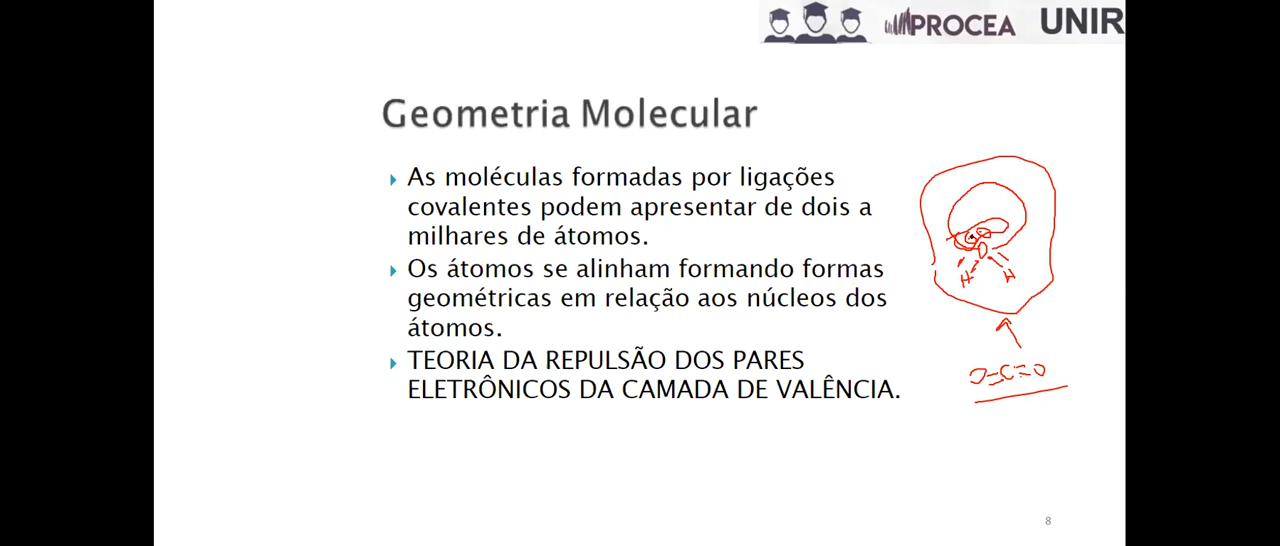 PROCEA UNIR
Geometria Molecular
As moléculas formadas por ligações
covalentes podem apresentar de dois a
milhares de átomos.
Os átomos se alinham formando formas
geométricas em relação aos núcleos dos
átomos.
TEORIA DA REPULSÃO DOS PARES
ELETRÔNICOS DA CAMADA DE VALÊNCIA.
O
H H
O=C=O
8